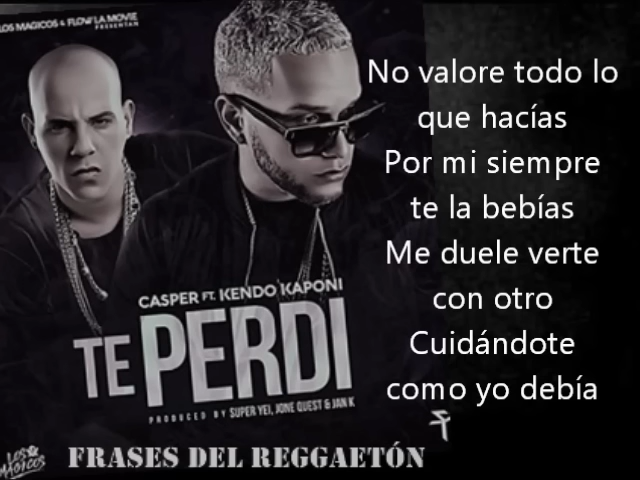 LOS MAGICOS & FLOW LA MOVIE
PRESENTAN
No valore todo lo
que hacías
Por mi siempre
te la bebías
Me duele verte
con otro
Cuidándote
como yo debía
CASPER FT. KENDO KAPONI
TE PERDI
PRODUCED BY SUPER YEI, JONE QUEST & JAN K
LOS MAGICOS
FRASES DEL REGGAETÓN